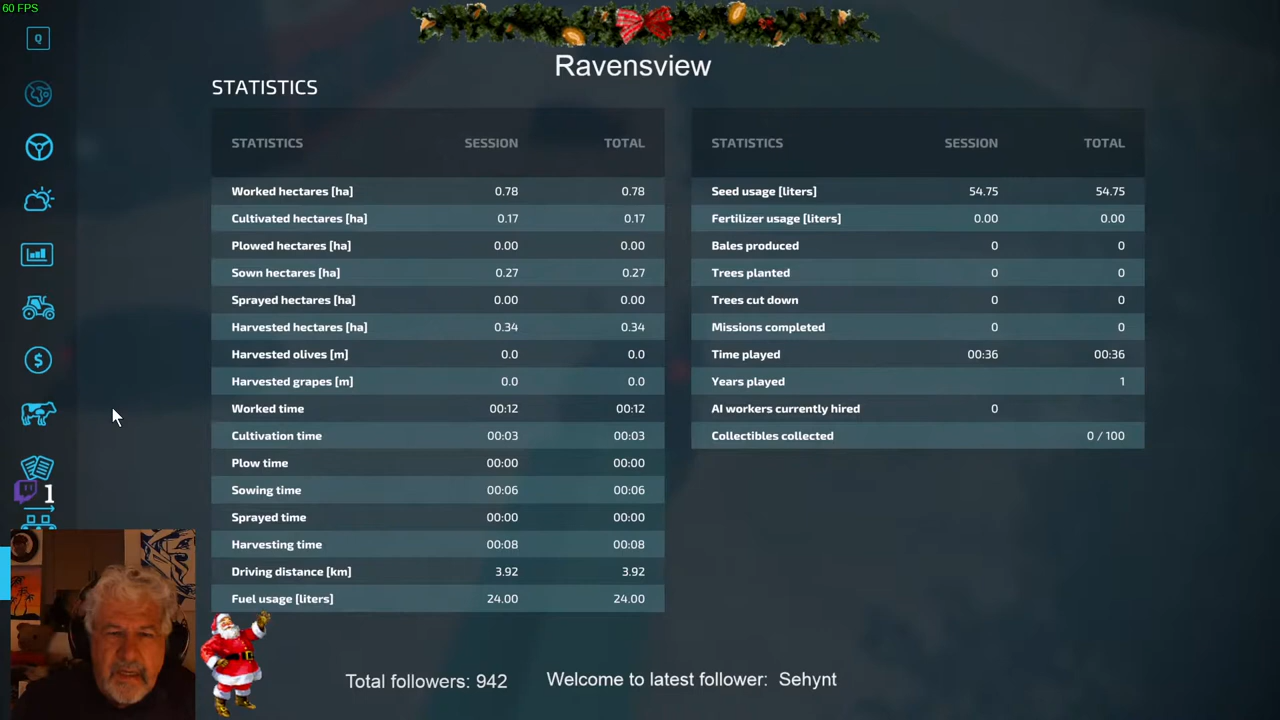 60 FPS
Q
Ravensview
STATISTICS
STATISTICS SESSION TOTAL
Worked hectares [ha] 0.78 0.78
Cultivated hectares [ha] 0.17 0.17
Plowed hectares [ha] 0.00 0.00
Sown hectares [ha] 0.27 0.27
Sprayed hectares [ha] 0.00 0.00
Harvested hectares [ha] 0.34 0.34
Harvested olives [m] 0.0 0.0
Harvested grapes [m] 0.0 0.0
Worked time 00:12 00:12
Cultivation time 00:03 00:03
Plow time 00:00 00:00
Sowing time 00:06 00:06
Sprayed time 00:00 00:00
Harvesting time 00:08 00:08
Driving distance [km] 3.92 3.92
Fuel usage [liters] 24.00 24.00
STATISTICS SESSION TOTAL
Seed usage [liters] 54.75 54.75
Fertilizer usage [liters] 0.00 0.00
Bales produced 0 0
Trees planted 0 0
Trees cut down 0 0
Missions completed 0 0
Time played 00:36 00:36
Years played 1
AI workers currently hired 0
Collectibles collected 0 / 100
1
Total followers: 942
Welcome to latest follower: Sehynt